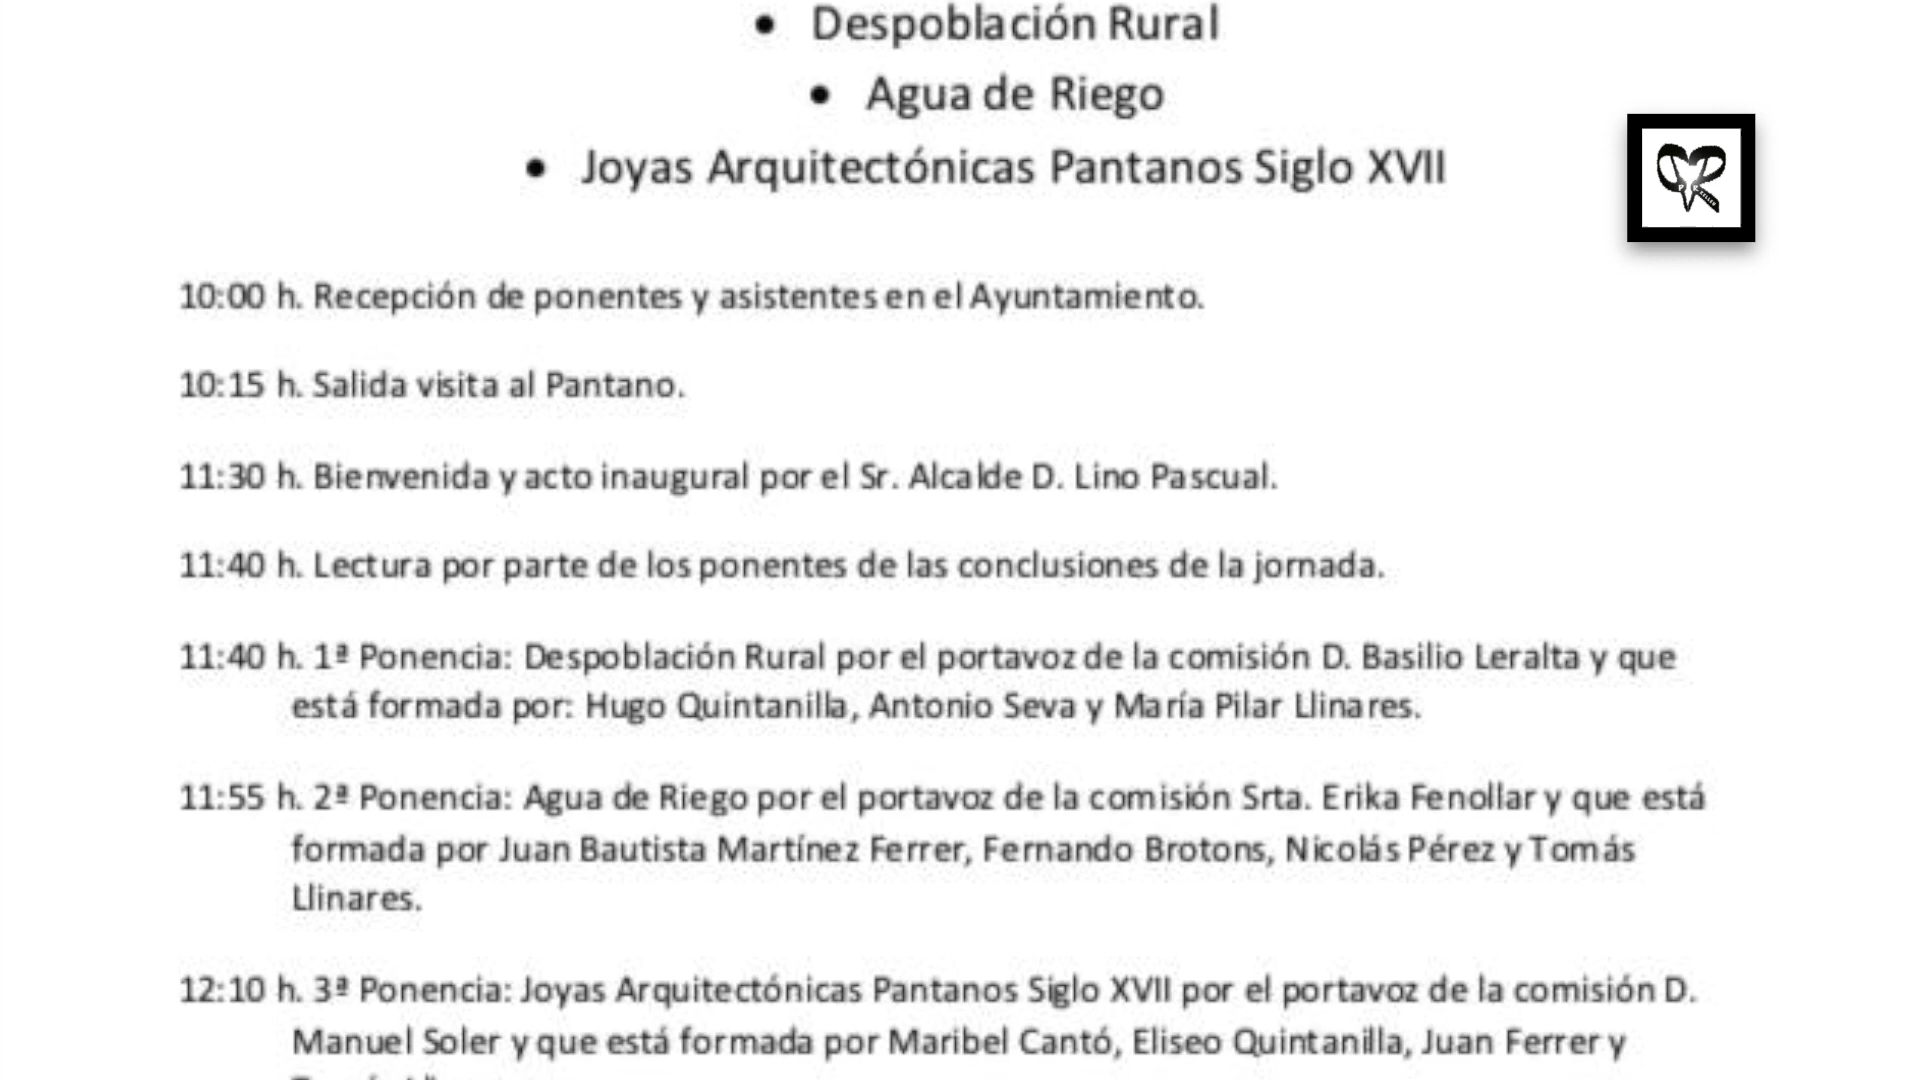 • Despoblación Rural
• Agua de Riego
• Joyas Arquitectónicas Pantanos Siglo XVII
10:00 h. Recepción de ponentes y asistentes en el Ayuntamiento.
10:15 h. Salida visita al Pantano.
11:30 h. Bienvenida y acto inaugural por el Sr. Alcalde D. Lino Pascual.
11:40 h. Lectura por parte de los ponentes de las conclusiones de la jornada.
11:40 h. 1ª Ponencia: Despoblación Rural por el portavoz de la comisión D. Basilio Leralta y que
está formada por: Hugo Quintanilla, Antonio Seva y María Pilar Llinares.
11:55 h. 2ª Ponencia: Agua de Riego por el portavoz de la comisión Srta. Erika Fenollar y que está
formada por Juan Bautista Martínez Ferrer, Fernando Brotons, Nicolás Pérez y Tomás
Llinares.
12:10 h. 3ª Ponencia: Joyas Arquitectónicas Pantanos Siglo XVII por el portavoz de la comisión D.
Manuel Soler y que está formada por Maribel Cantó, Eliseo Quintanilla, Juan Ferrer y